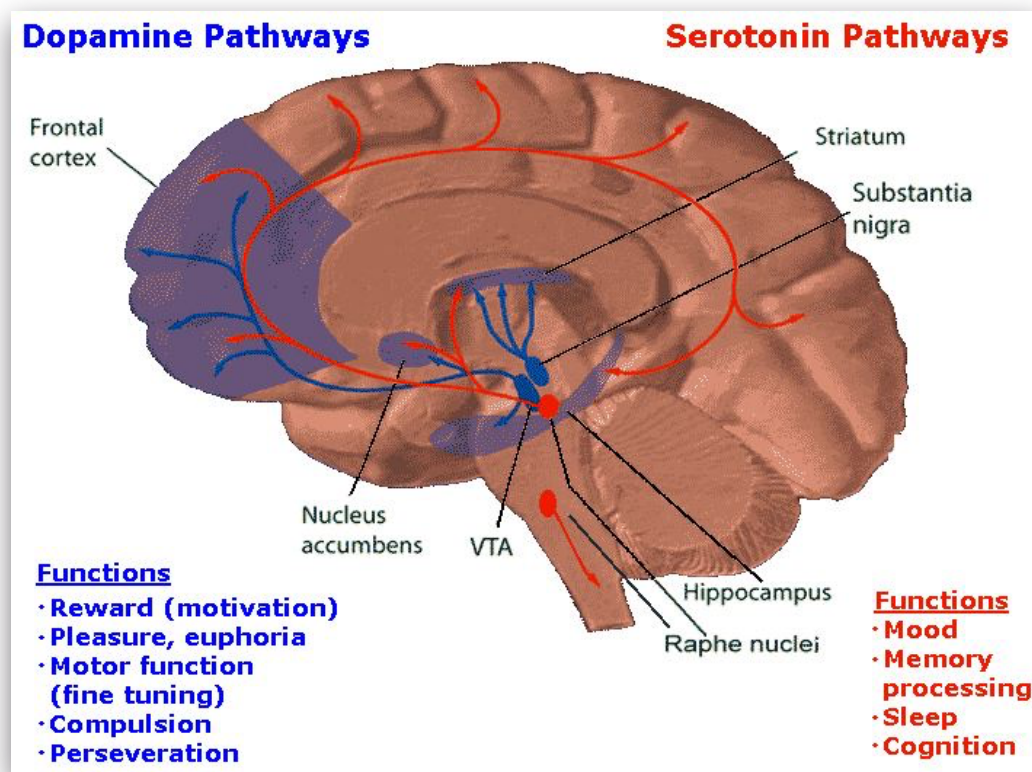 Dopamine Pathways
Serotonin Pathways
Frontal
cortex
Striatum
Substantia
nigra
Nucleus
accumbens
VTA
Hippocampus
Raphe nuclei
Functions
· Reward (motivation)
· Pleasure, euphoria
· Motor function
(fine tuning)
· Compulsion
· Perseveration
Functions
· Mood
· Memory
processing
· Sleep
· Cognition